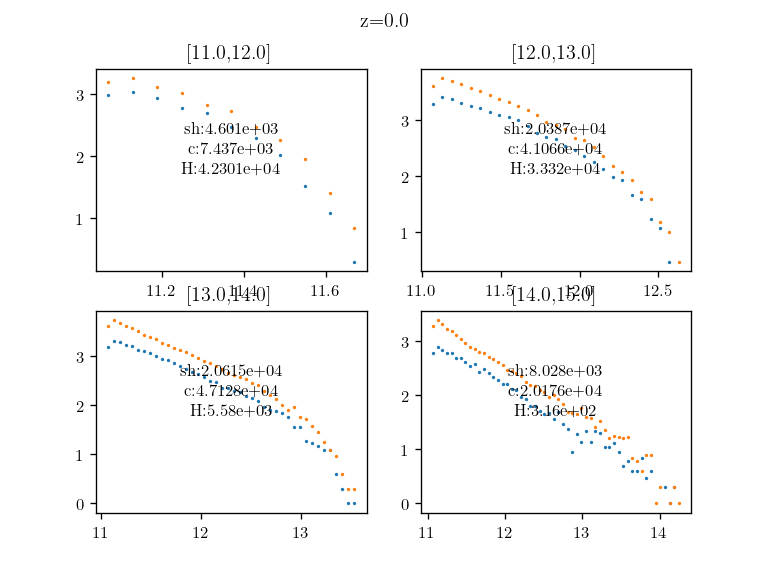 z=0.0
[11.0,12.0]
[12.0,13.0]
3
2
1
sh:4.601e+03
c:7.437e+03
H:4.2301e+04
11.2 11.4 11.6
3
2
1
sh:2.0387e+04
c:4.1066e+04
H:3.332e+04
11.0 11.5 12.0 12.5
[13.0,14.0]
[14.0,15.0]
3
2
1
0
sh:2.0615e+04
c:4.7128e+04
H:5.58e+03
11 12 13
3
2
1
0
sh:8.028e+03
c:2.0176e+04
H:3.16e+02
11 12 13 14